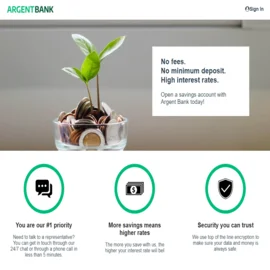 ARGENTBANK
Sign In
No fees.
No minimum deposit.
High interest rates.
Open a savings account with
Argent Bank today!
You are our #1 priority
Need to talk to a representative?
You can get in touch through our
24/7 chat or through a phone call in
less than 5 minutes.
More savings means
higher rates
The more you save with us, the
higher your interest rate will be!
Security you can trust
We use top of the line encryption to
make sure your data and money is
always safe